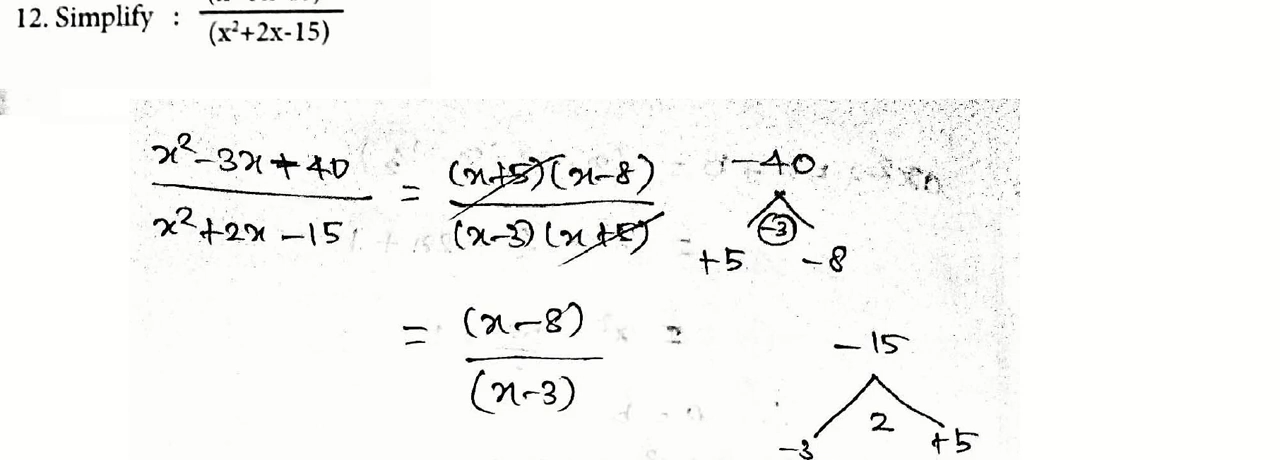 12. Simplify :
(x²+2x-15)
x² - 3x + 40 / x² + 2x - 15 = (x+5)(x-8) / (x-3)(x+5)
-40
-3
+5 -8
= (x-8) / (x-3)
-15
2
-3 +5